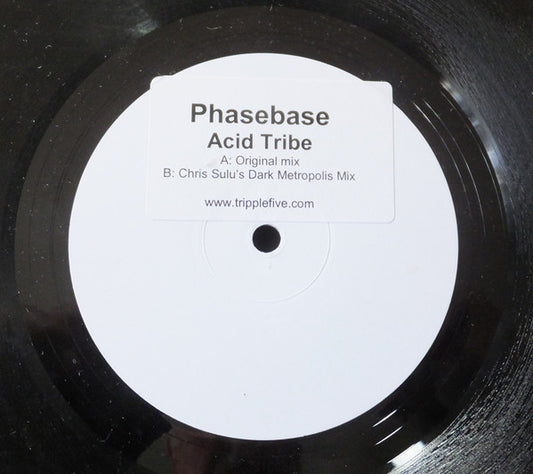 Phasebase
Acid Tribe
A: Original mix
B: Chris Sulu's Dark Metropolis Mix
www.tripplefive.com